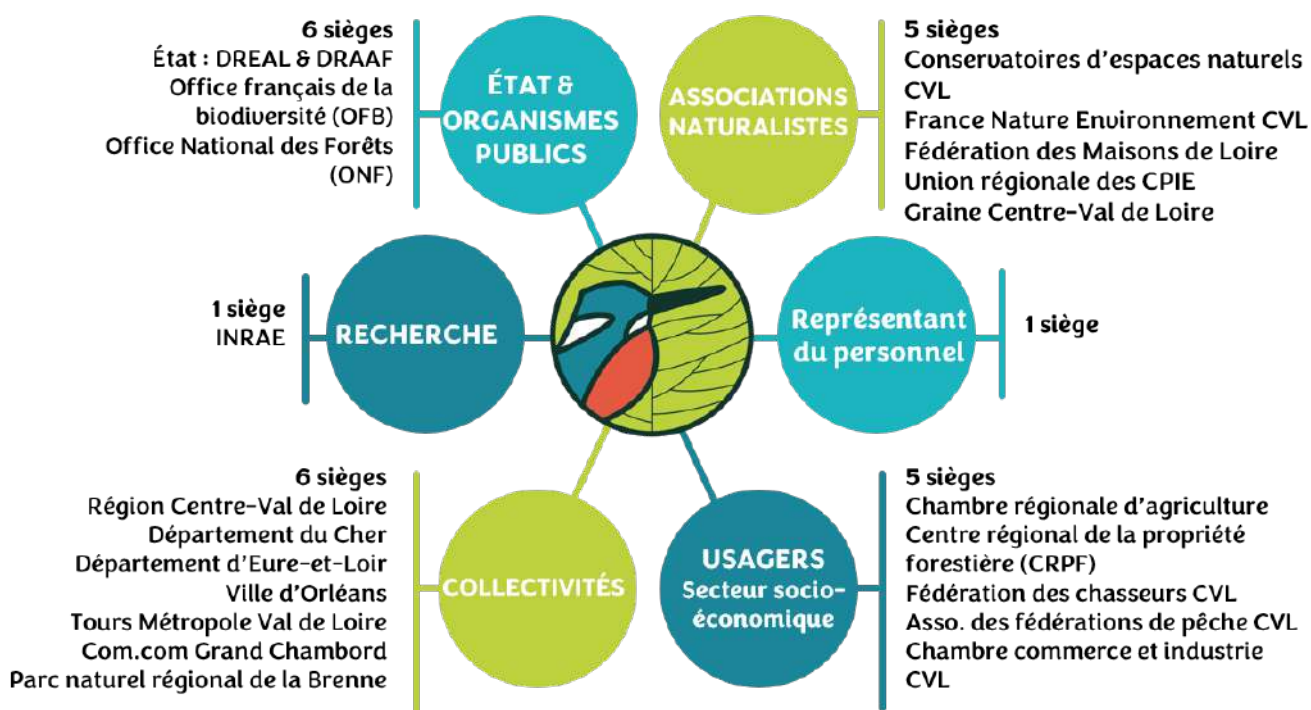 6 sièges
État : DREAL & DRAAF
Office français de la
biodiversité (OFB)
Office National des Forêts
(ONF)
ÉTAT &
ORGANISMES
PUBLICS
ASSOCIATIONS
NATURALISTES
5 sièges
Conservatoires d'espaces naturels
CVL
France Nature Environnement CVL
Fédération des Maisons de Loire
Union régionale des CPIE
Graine Centre-Val de Loire
1 siège
INRAE
RECHERCHE
Représentant
du personnel
1 siège
6 sièges
Région Centre-Val de Loire
Département du Cher
Département d'Eure-et-Loir
Ville d'Orléans
Tours Métropole Val de Loire
Com.com Grand Chambord
Parc naturel régional de la Brenne
COLLECTIVITÉS
USAGERS
Secteur socio-
économique
5 sièges
Chambre régionale d'agriculture
Centre régional de la propriété
forestière (CRPF)
Fédération des chasseurs CVL
Asso. des fédérations de pêche CVL
Chambre commerce et industrie
CVL